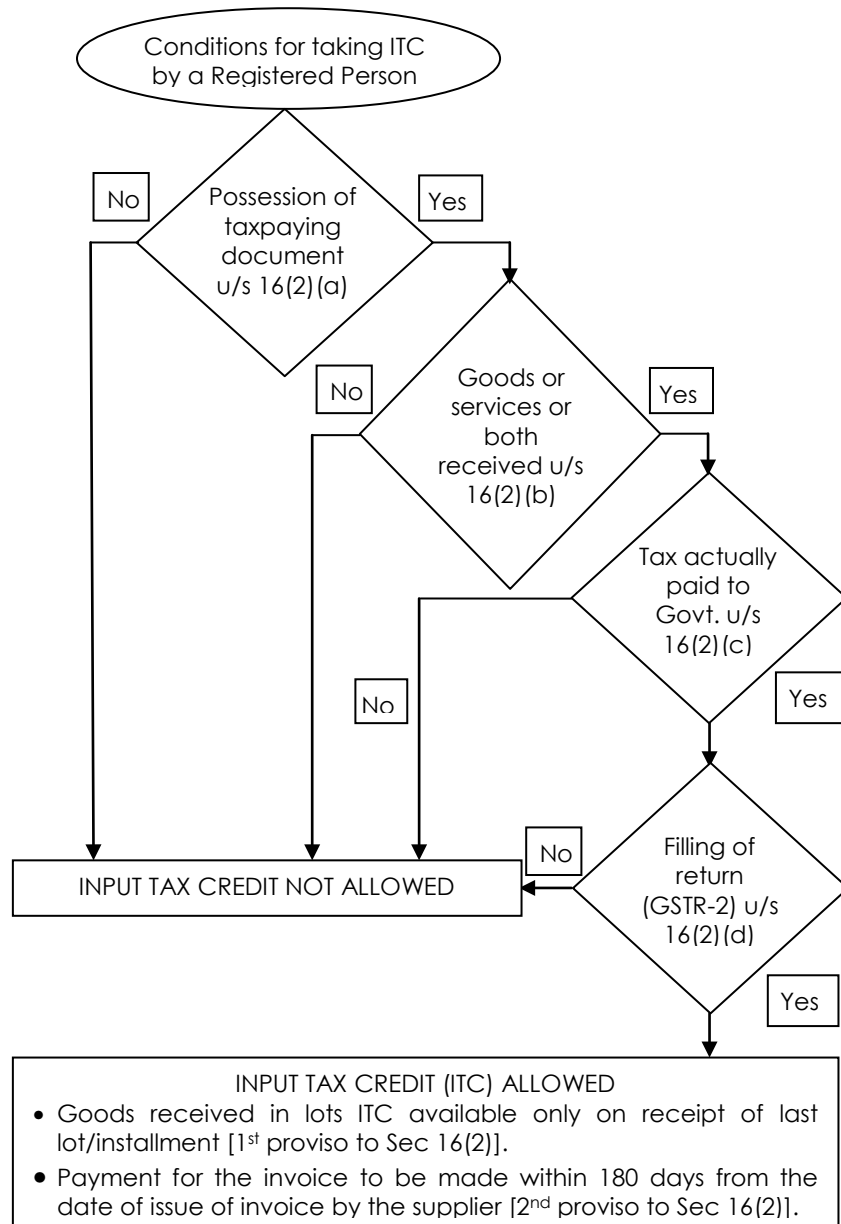 Conditions for taking ITC
by a Registered Person
No
Yes
Possession of
taxpaying
document
u/s 16(2)(a)
No
Yes
Goods or
services or
both
received u/s
16(2)(b)
Tax actually
paid to
Govt. u/s
16(2)(c)
No
Yes
No
Filling of
return
(GSTR-2) u/s
16(2)(d)
INPUT TAX CREDIT NOT ALLOWED
Yes
INPUT TAX CREDIT (ITC) ALLOWED
• Goods received in lots ITC available only on receipt of last
lot/installment [1st proviso to Sec 16(2)].
• Payment for the invoice to be made within 180 days from the
date of issue of invoice by the supplier [2nd proviso to Sec 16(2)].